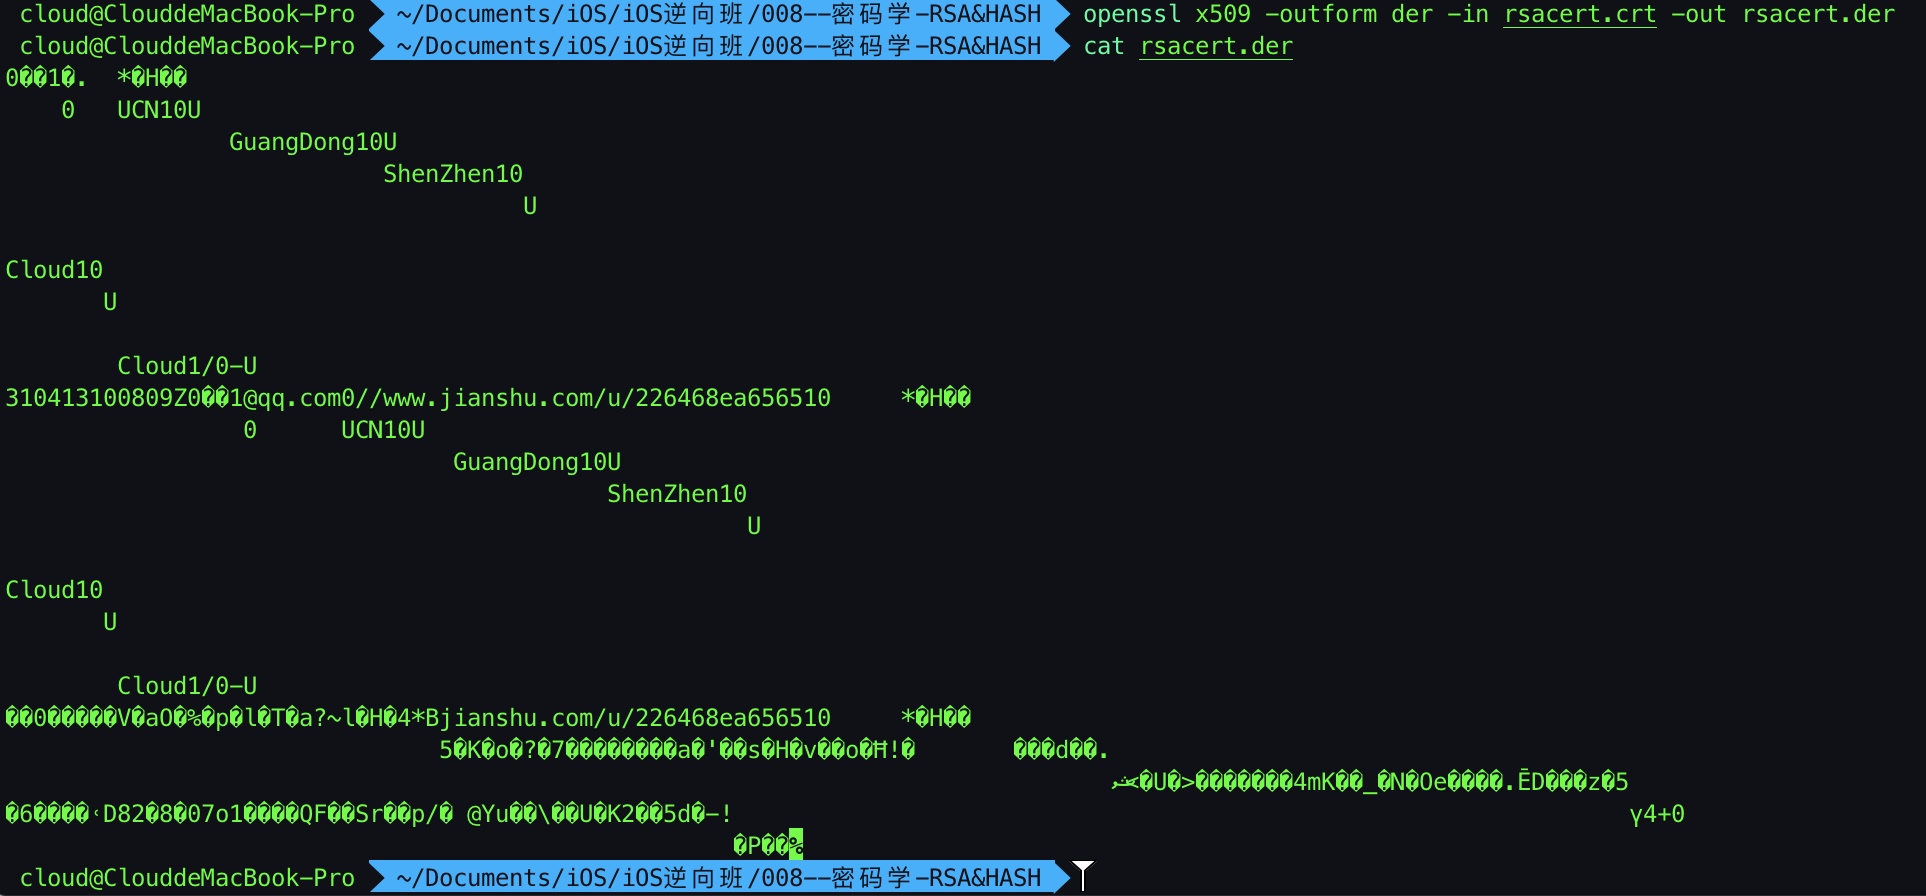 cloud@ClouddeMacBook-Pro ~/Documents/iOS/iOS逆向班/008--密码学-RSA&HASH openssl x509 -outform der -in rsacert.crt -out rsacert.der
cloud@ClouddeMacBook-Pro ~/Documents/iOS/iOS逆向班/008--密码学-RSA&HASH cat rsacert.der
0��1�. *�H��
0 UCN10U
GuangDong10U
ShenZhen10
U
Cloud10
U
Cloud1/0-U
310413100809Z0��1@qq.com0//www.jianshu.com/u/226468ea656510 *�H��
0 UCN10U
GuangDong10U
ShenZhen10
U
Cloud10
U
Cloud1/0-U
��0�����V�aO�%�p�l�T�a?~l�H�4*Bjianshu.com/u/226468ea656510 *�H��
5�K�o�?�7��������a�'��s�H�v��o�Ħ!� ���d��.
�U�>�������4mK��_�N�Oe����.ĒD���z�5
�6����D82�8�07o1����QF��Sr��p/� @Yu��\��U�K2��5d�-! γ4+0
�P��%
cloud@ClouddeMacBook-Pro ~/Documents/iOS/iOS逆向班/008--密码学-RSA&HASH